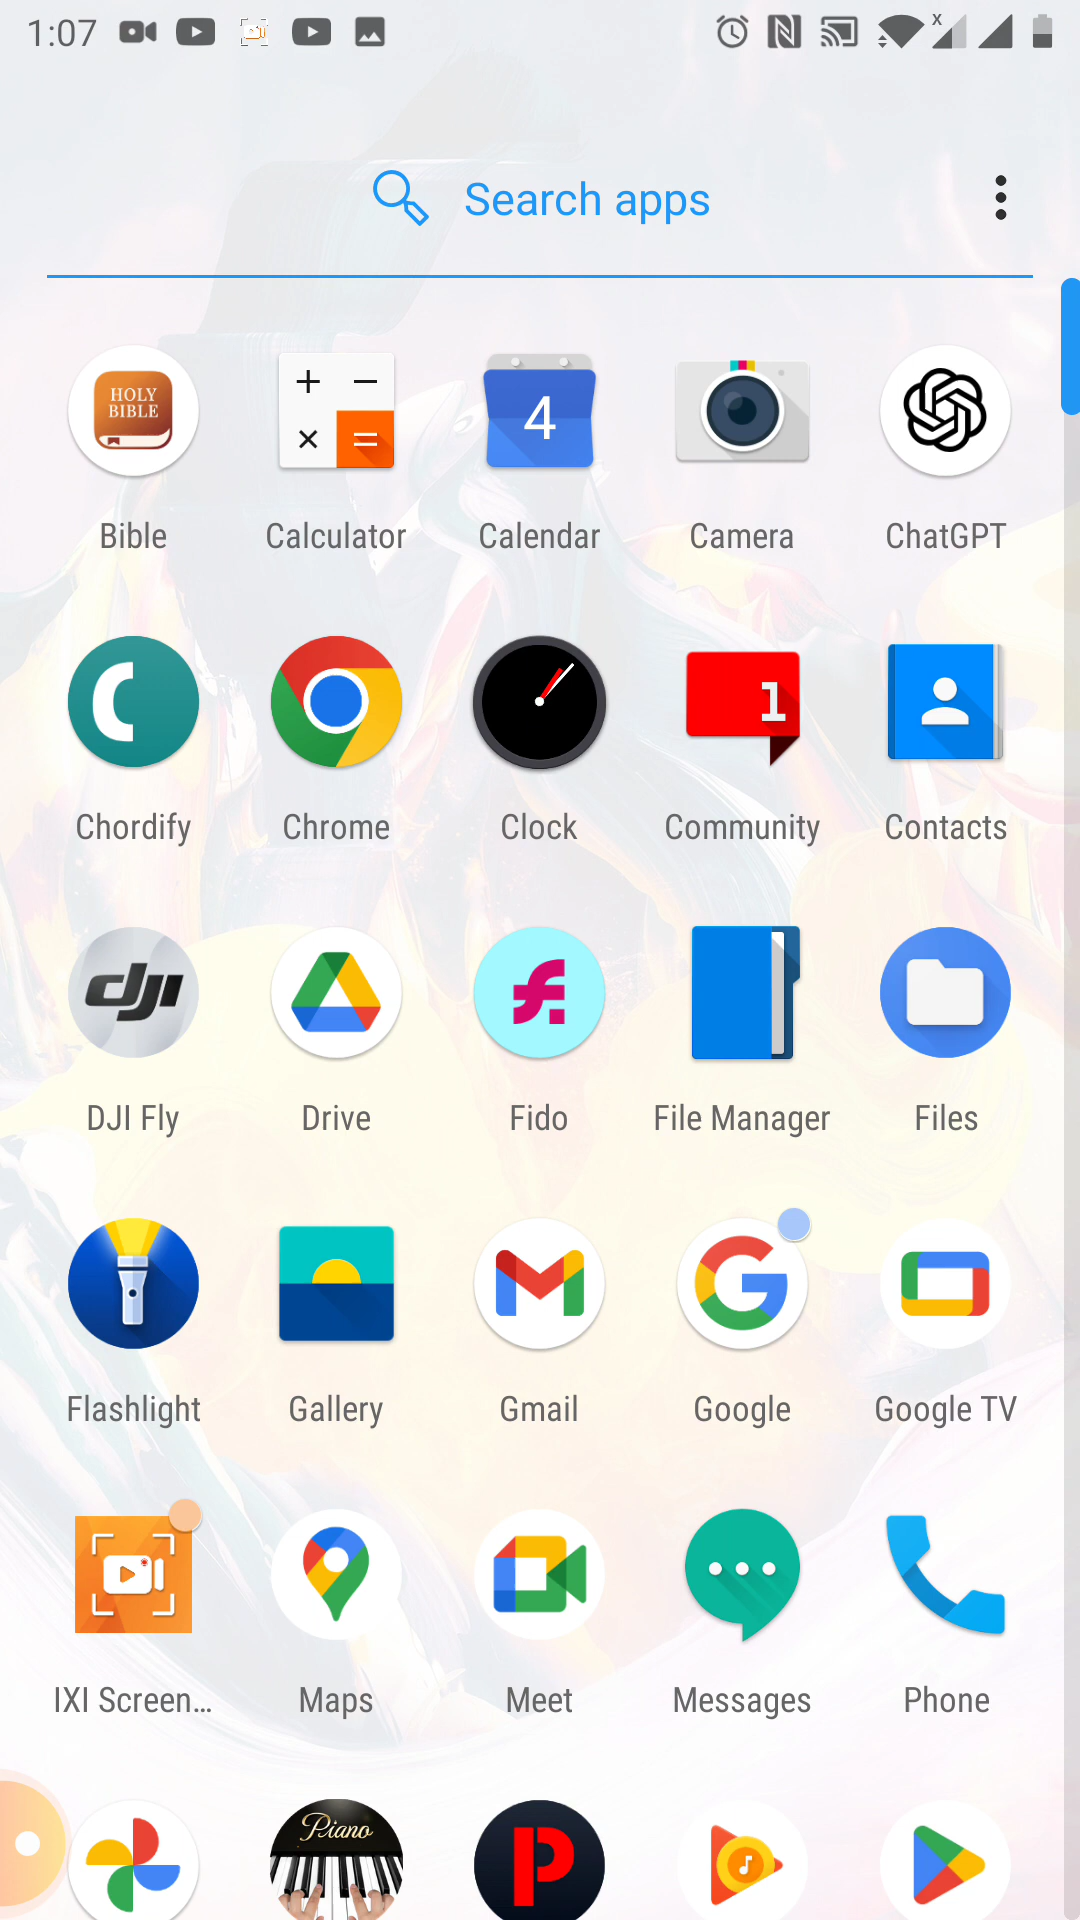 1:07
X
Search apps
HOLY
BIBLE
4
Bible
Calculator
Calendar
Camera
ChatGPT
1
Chordify
Chrome
Clock
Community
Contacts
dji
DJI Fly
Drive
Fido
File Manager
Files
Flashlight
Gallery
Gmail
Google
Google TV
IXI Screen...
Maps
Meet
Messages
Phone
Piano